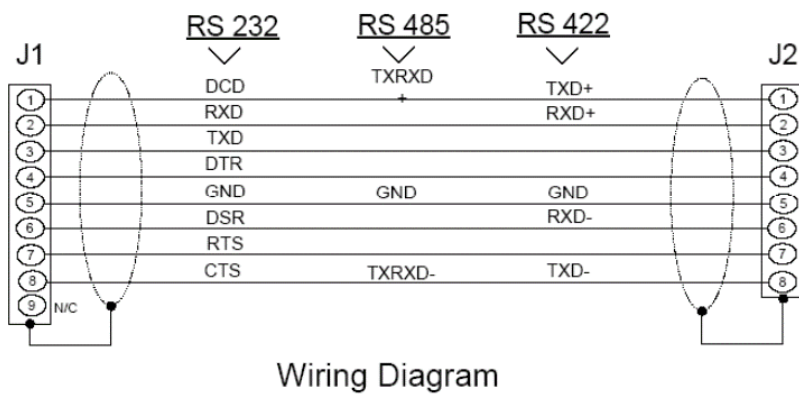 RS 232 RS 485 RS 422
J1 J2
DCD TXRXD TXD+
1 + 1
RXD RXD+
2 2
TXD
3 3
DTR
4 4
GND GND GND
5 5
DSR RXD-
6 6
RTS
7 7
CTS TXRXD- TXD-
8 8
9 N/C
Wiring Diagram